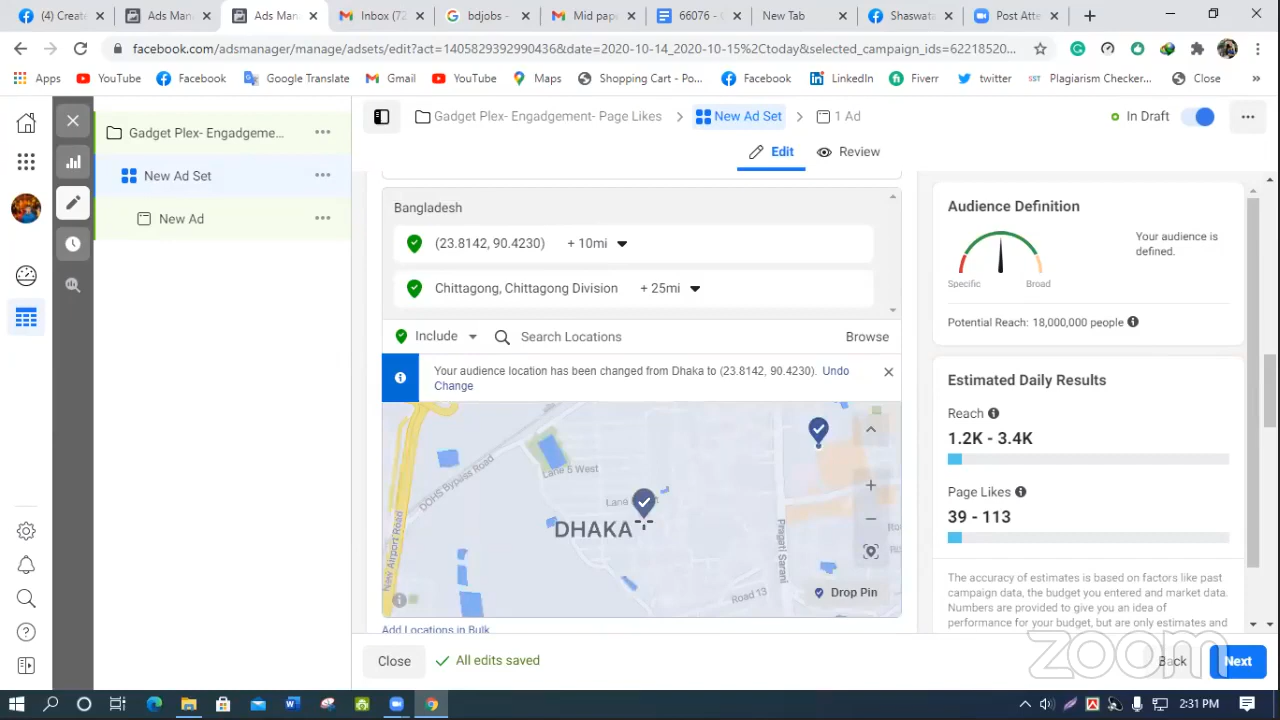 (4) Create
Ads Man
Ads Man
Inbox (72
bdjobs -
Mid pap
66076 -
New Tab
Shaswata
Post Atte
facebook.com/adsmanager/manage/adsets/edit?act=1405829392990436&date=2020-10-14_2020-10-15%2Ctoday&selected_campaign_ids=62218520...
Apps
YouTube
Facebook
Google Translate
Gmail
YouTube
Maps
Shopping Cart - Po...
Facebook
LinkedIn
Fiverr
twitter
SST
Plagiarism Checker...
Close
»
Gadget Plex- Engadgement- Page Likes
New Ad Set
1 Ad
In Draft
Edit
Review
Gadget Plex- Engadgeme...
New Ad Set
New Ad
Bangladesh
(23.8142, 90.4230) + 10mi
Chittagong, Chittagong Division + 25mi
Include
Search Locations
Browse
Your audience location has been changed from Dhaka to (23.8142, 90.4230). Undo
Change
DOHS Bypass Road
Lane 5 West
Lane
DHAKA
New Airport Road
Pragati Sarani
Road 13
Drop Pin
Add Locations in Bulk
Audience Definition
Your audience is
defined.
Specific
Broad
Potential Reach: 18,000,000 people
Estimated Daily Results
Reach
1.2K - 3.4K
Page Likes
39 - 113
The accuracy of estimates is based on factors like past
campaign data, the budget you entered and market data.
Numbers are provided to give you an idea of
performance for your budget, but are only estimates and
Close
All edits saved
Back
Next
zoom
2:31 PM